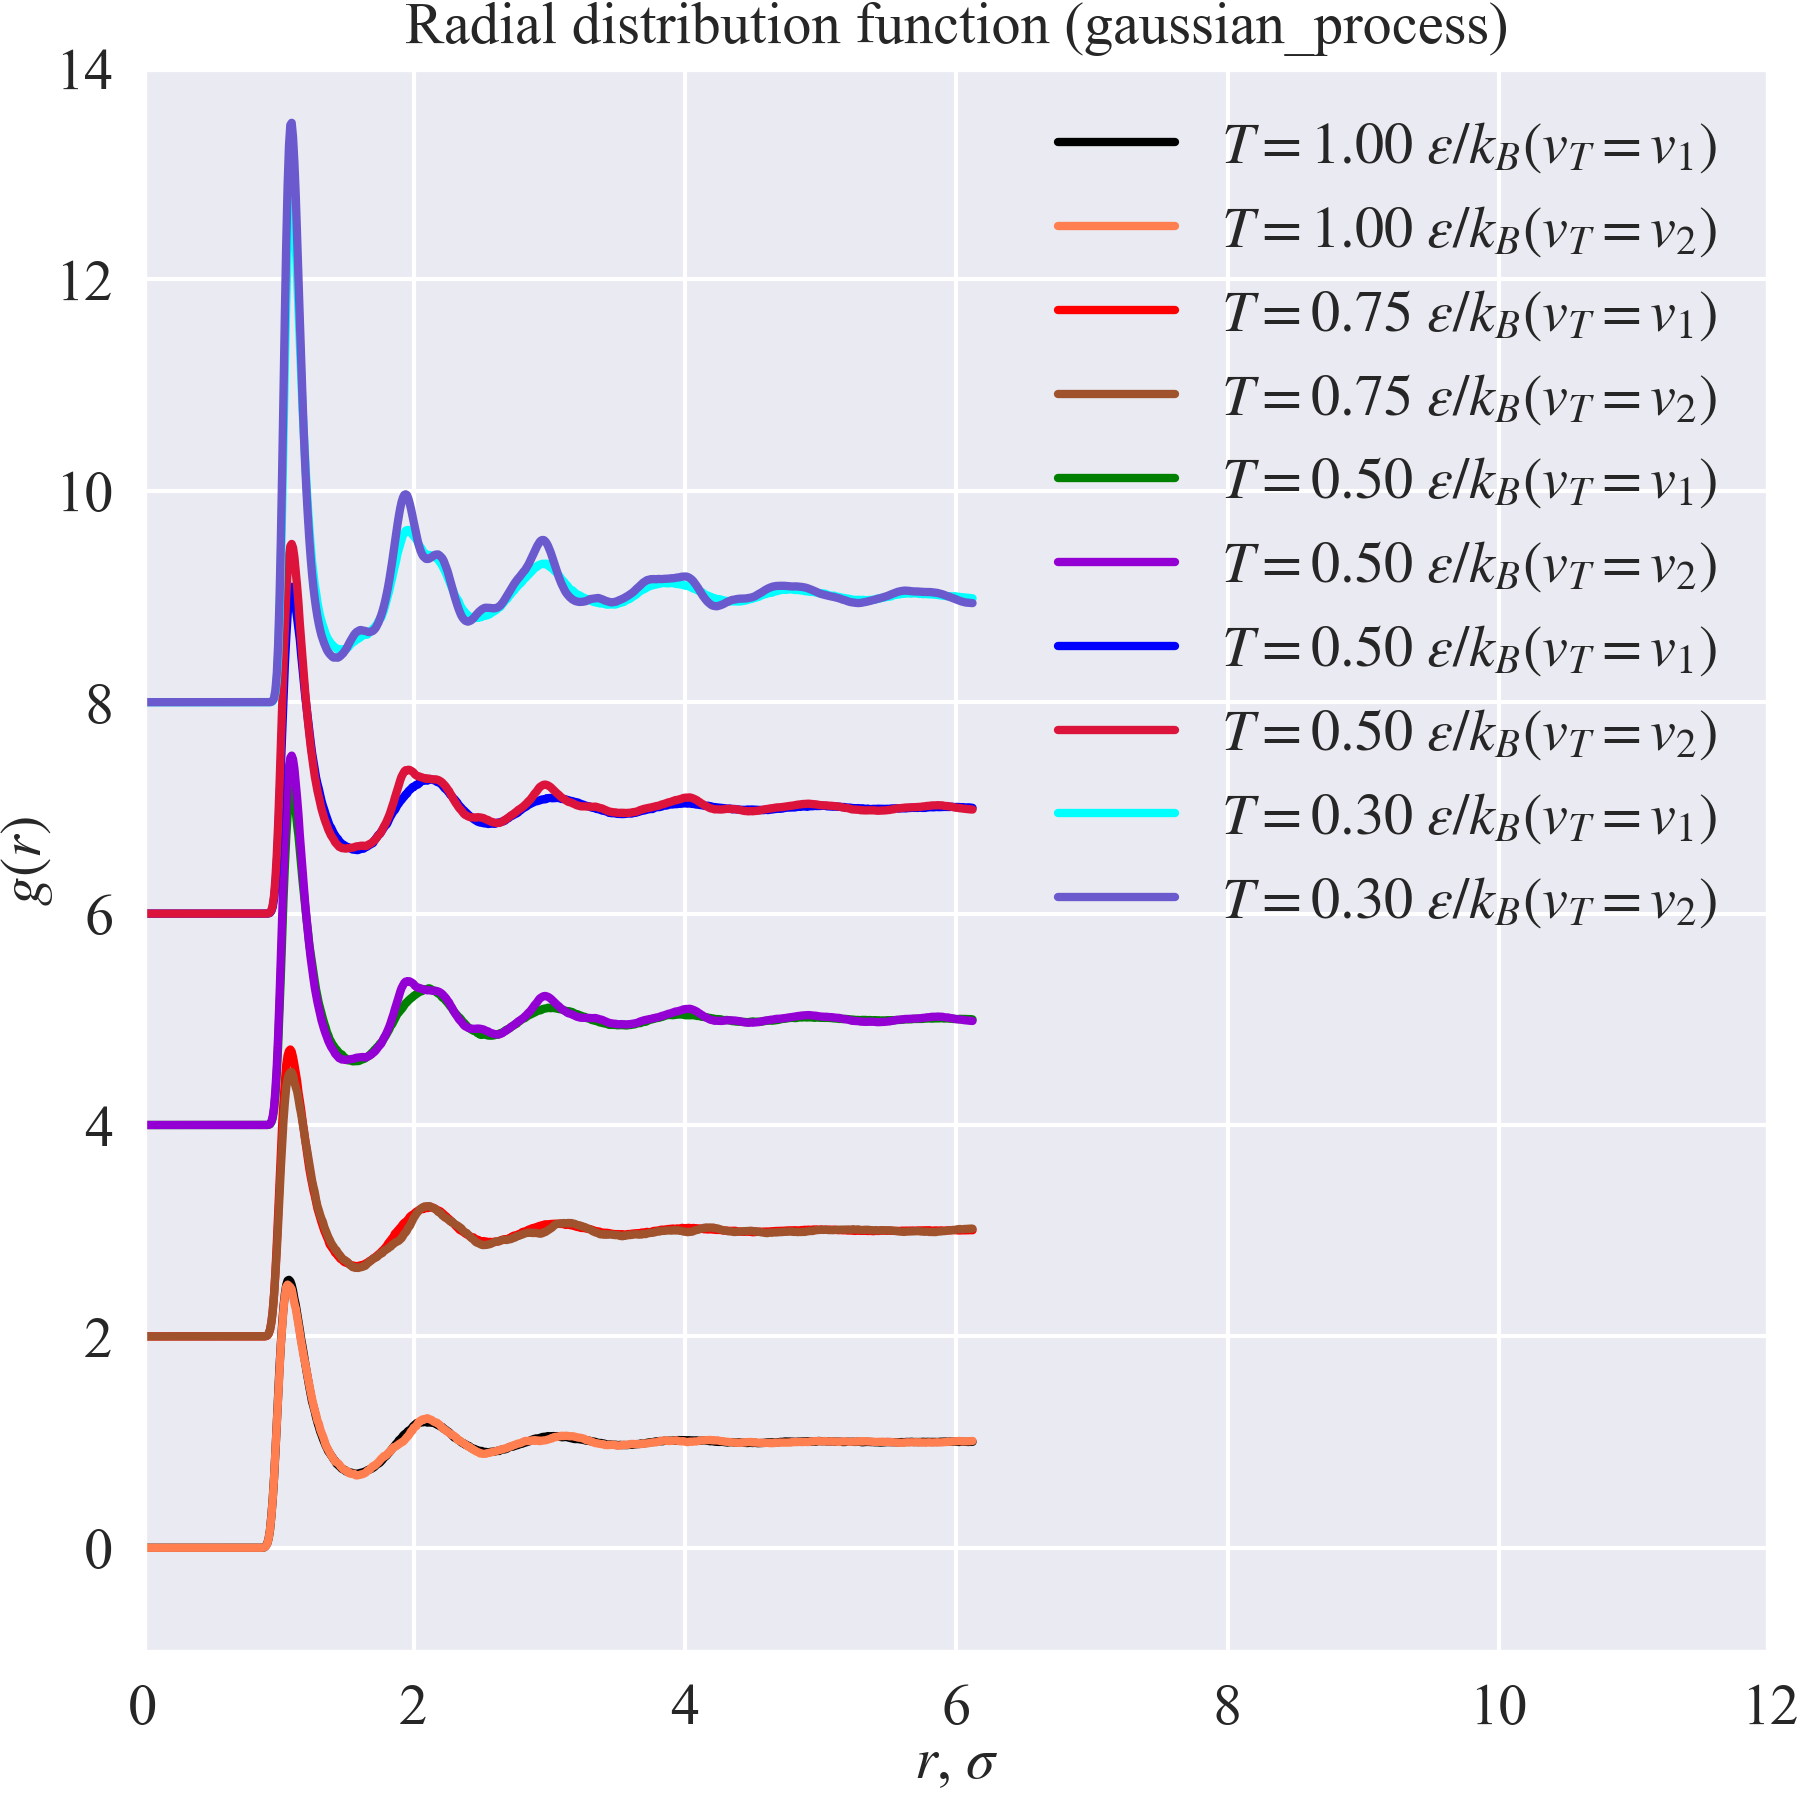 Radial distribution function (gaussian_process)
14
12
10
8
6
4
2
0
g(r)
T = 1.00 ε/k_B(v_T = v_1)
T = 1.00 ε/k_B(v_T = v_2)
T = 0.75 ε/k_B(v_T = v_1)
T = 0.75 ε/k_B(v_T = v_2)
T = 0.50 ε/k_B(v_T = v_1)
T = 0.50 ε/k_B(v_T = v_2)
T = 0.50 ε/k_B(v_T = v_1)
T = 0.50 ε/k_B(v_T = v_2)
T = 0.30 ε/k_B(v_T = v_1)
T = 0.30 ε/k_B(v_T = v_2)
0 2 4 6 8 10 12
r, σ